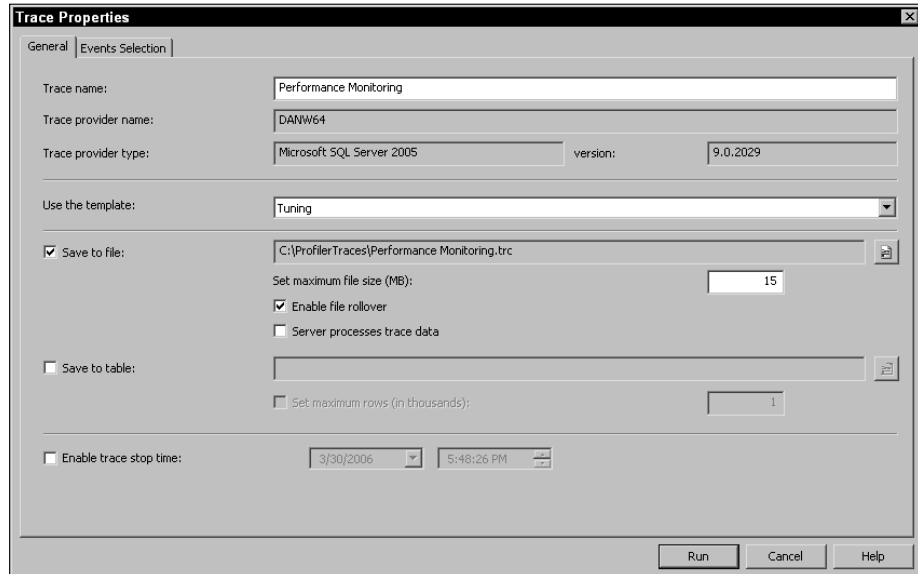 Trace Properties
General Events Selection
Trace name: Performance Monitoring
Trace provider name: DANW64
Trace provider type: Microsoft SQL Server 2005 version: 9.0.2029
Use the template: Tuning
Save to file: C:\ProfilerTraces\Performance Monitoring.trc
Set maximum file size (MB): 15
Enable file rollover
Server processes trace data
Save to table:
Set maximum rows (in thousands): 1
Enable trace stop time: 3/30/2006 5:48:26 PM
Run Cancel Help